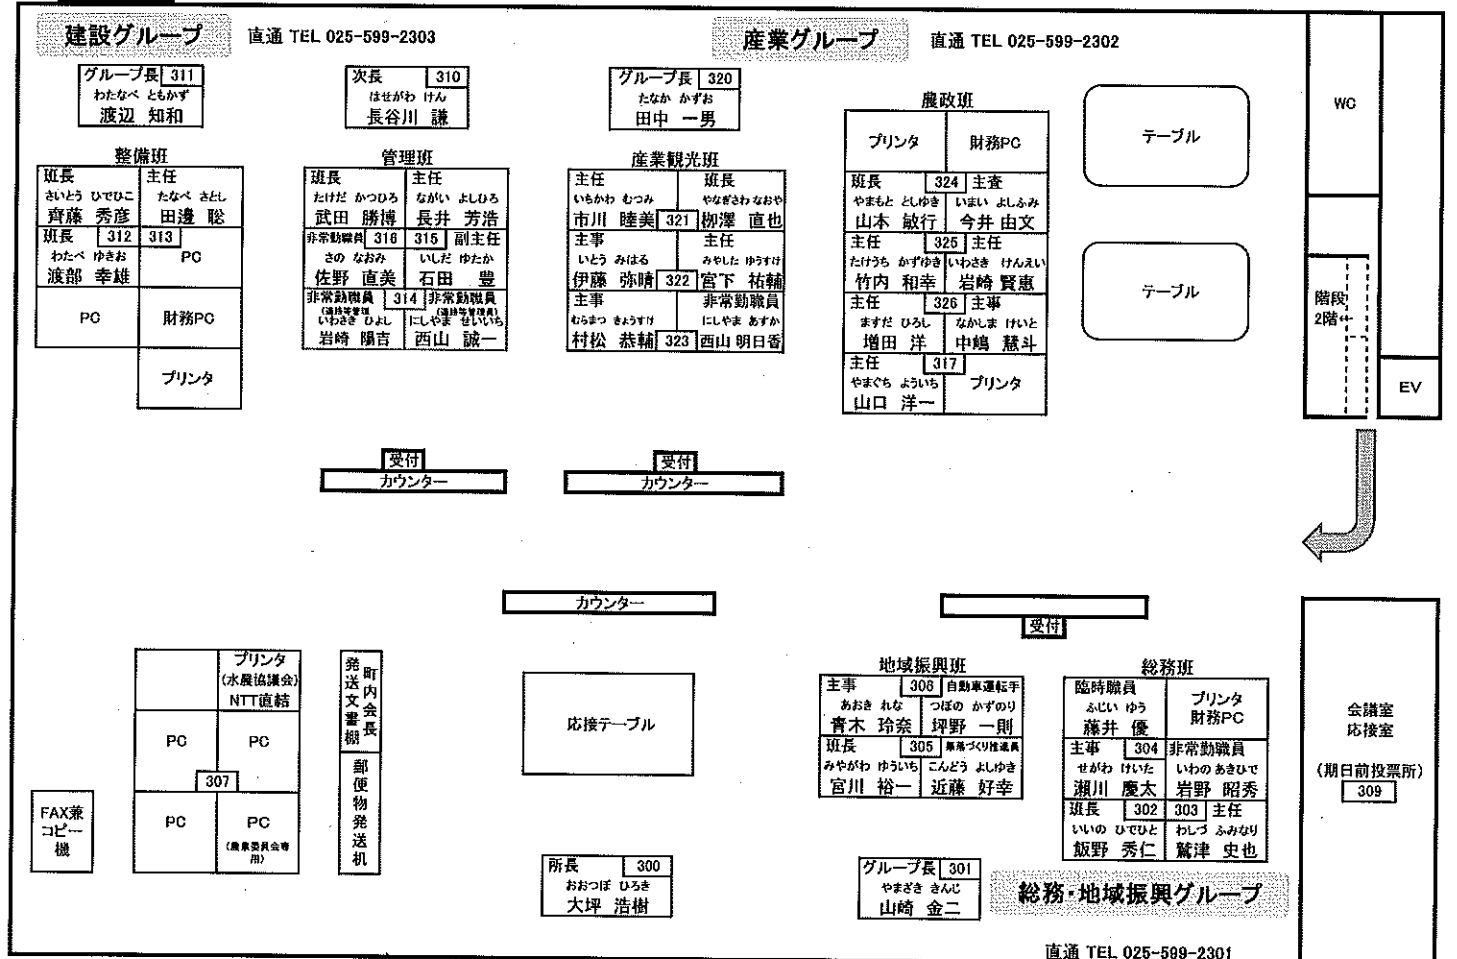 建設グループ 直通 TEL 025-599-2303
グループ長 311
わたなべ ともかず
渡辺 知和
次長 310
はせがわ けん
長谷川 謙
整備班
班長
さいとう ひでひこ
齊藤 秀彦
主任
たなべ さとし
田邊 聡
班長 312
わたべ ゆきお
渡部 幸雄
313
PC
PC
財務PC
プリンタ
管理班
班長
たけだ かつひろ
武田 勝博
主任
ながい よしひろ
長井 芳浩
非常勤職員 316
さの なおみ
佐野 直美
315 副主任
いしだ ゆたか
石田 豊
非常勤職員 314
いわさき ひよし
岩崎 陽吉
非常勤職員
にしやま せいいち
西山 誠一
受付
カウンター
産業グループ 直通 TEL 025-599-2302
グループ長 320
たなか かずお
田中 一男
産業観光班
主任
いちかわ むつみ
市川 睦美 321
班長
やなぎさわ なおや
栁澤 直也
主事
いとう みはる
伊藤 弥晴 322
主任
みやした ゆうすけ
宮下 祐輔
主事
むらまつ きょうすけ
村松 恭輔 323
非常勤職員
にしやま あすか
西山 明日香
受付
カウンター
農政班
プリンタ
財務PC
班長 324
やまもと としゆき
山本 敏行
主査
いまい よしふみ
今井 由文
主任 325
たけうち かずゆき
竹内 和幸
主任
いわさき けんえい
岩崎 賢恵
主任 326
ますだ ひろし
増田 洋
主事
なかしま けいと
中嶋 慧斗
主任 317
やまぐち よういち
山口 洋一
プリンタ
テーブル
テーブル
WC
階段
2階
EV
カウンター
受付
プリンタ
(水農協議会)
NTT直結
PC
PC
307
PC
PC
(農業委員会専用)
FAX兼
コピー
機
町内会長
発送文書棚
郵便物発送机
応接テーブル
所長 300
おおつぼ ひろき
大坪 浩樹
地域振興班
主事 306
あおき れな
青木 玲奈
自動車運転手
つぼの かずのり
坪野 一則
班長 305
みやがわ ゆういち
宮川 裕一
集落づくり推進員
こんどう よしゆき
近藤 好幸
総務班
臨時職員
ふじい ゆう
藤井 優
プリンタ
財務PC
主事 304
せがわ けいた
瀬川 慶太
非常勤職員
いわの あきひで
岩野 昭秀
班長 302
いいの ひでひと
飯野 秀仁
303 主任
わしづ ふみなり
鷲津 史也
グループ長 301
やまざき きんじ
山崎 金二
総務・地域振興グループ
直通 TEL 025-599-2301
会議室
応接室
(期日前投票所)
309